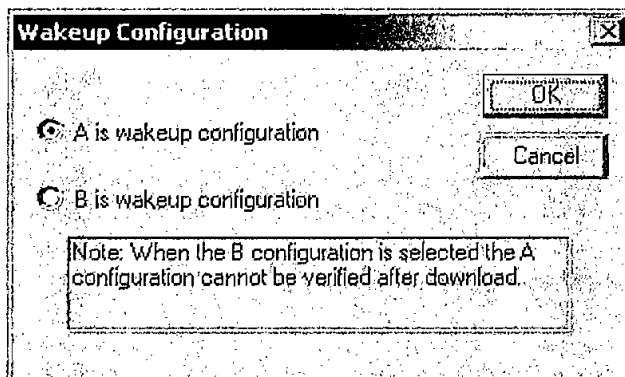 Wakeup Configuration
OK
A is wakeup configuration
Cancel
B is wakeup configuration
Note: When the B configuration is selected the A
configuration cannot be verified after download.